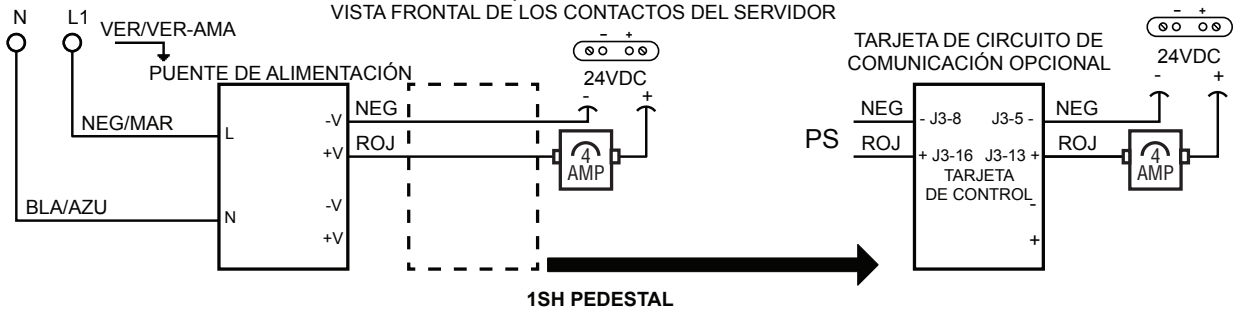 VISTA FRONTAL DE LOS CONTACTOS DEL SERVIDOR
N L1
VER/VER-AMA
PUENTE DE ALIMENTACIÓN
NEG/MAR
BLA/AZU
L
N
-V
+V
-V
+V
NEG
ROJ
- +
24VDC
- +
4
AMP
1SH PEDESTAL
TARJETA DE CIRCUITO DE
COMUNICACIÓN OPCIONAL
PS
NEG
ROJ
- J3-8 J3-5 -
+ J3-16 J3-13 +
TARJETA
DE CONTROL
-
+
NEG
ROJ
- +
24VDC
- +
4
AMP